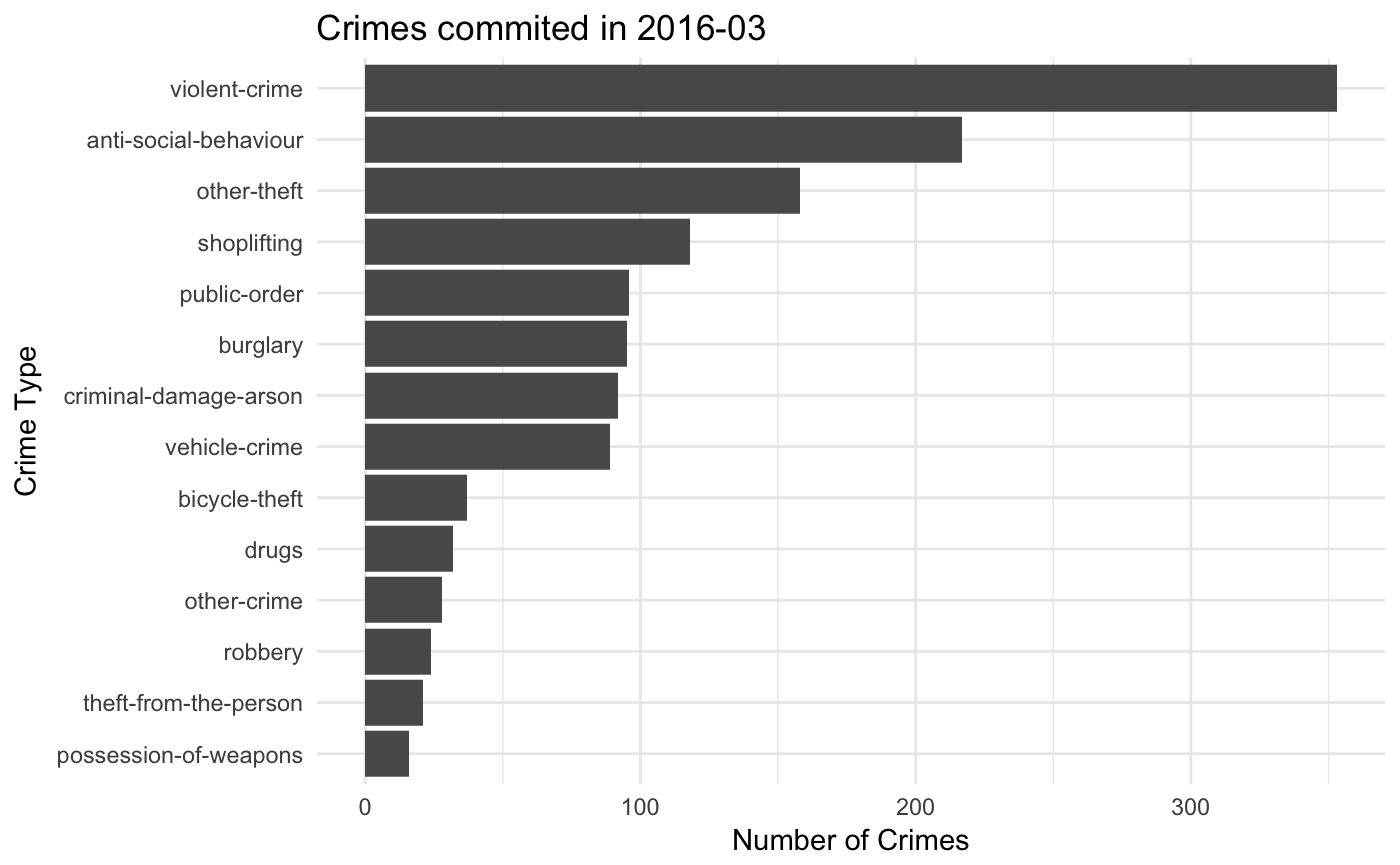 Crimes commited in 2016-03
Crime Type
violent-crime
anti-social-behaviour
other-theft
shoplifting
public-order
burglary
criminal-damage-arson
vehicle-crime
bicycle-theft
drugs
other-crime
robbery
theft-from-the-person
possession-of-weapons
0 100 200 300
Number of Crimes